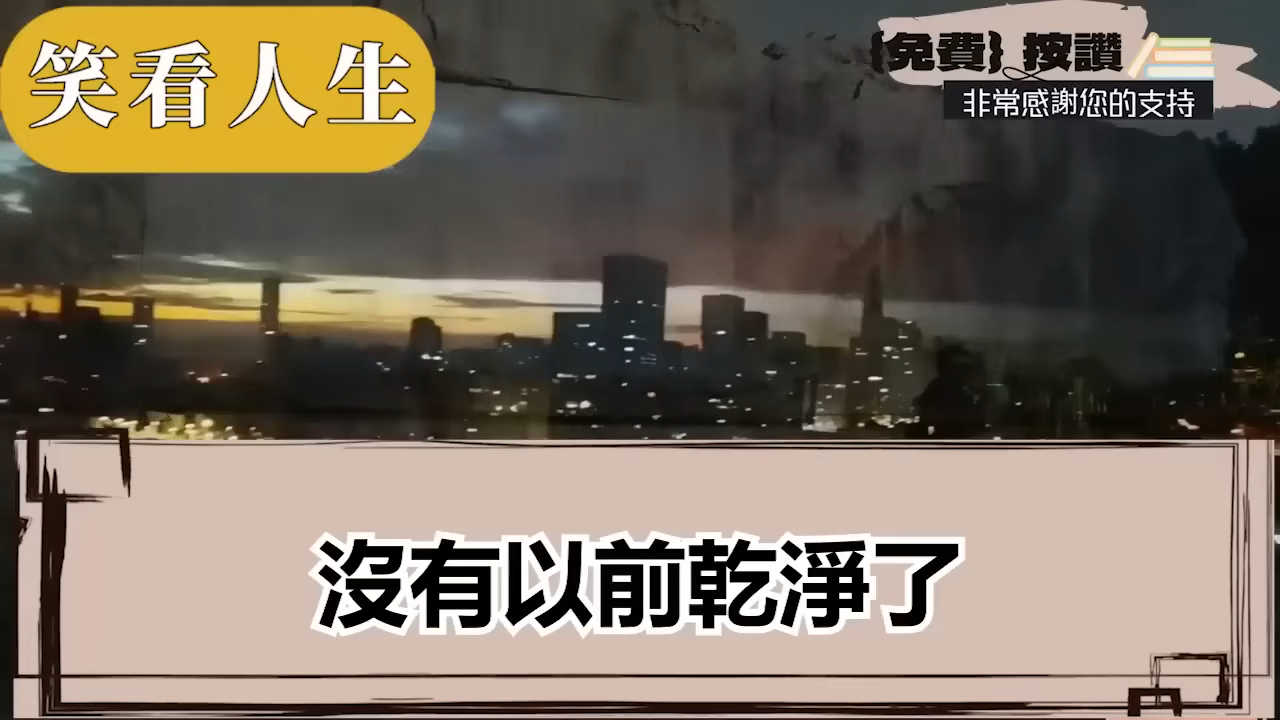 笑看人生
{免費} 按讚
非常感謝您的支持
沒有以前乾淨了